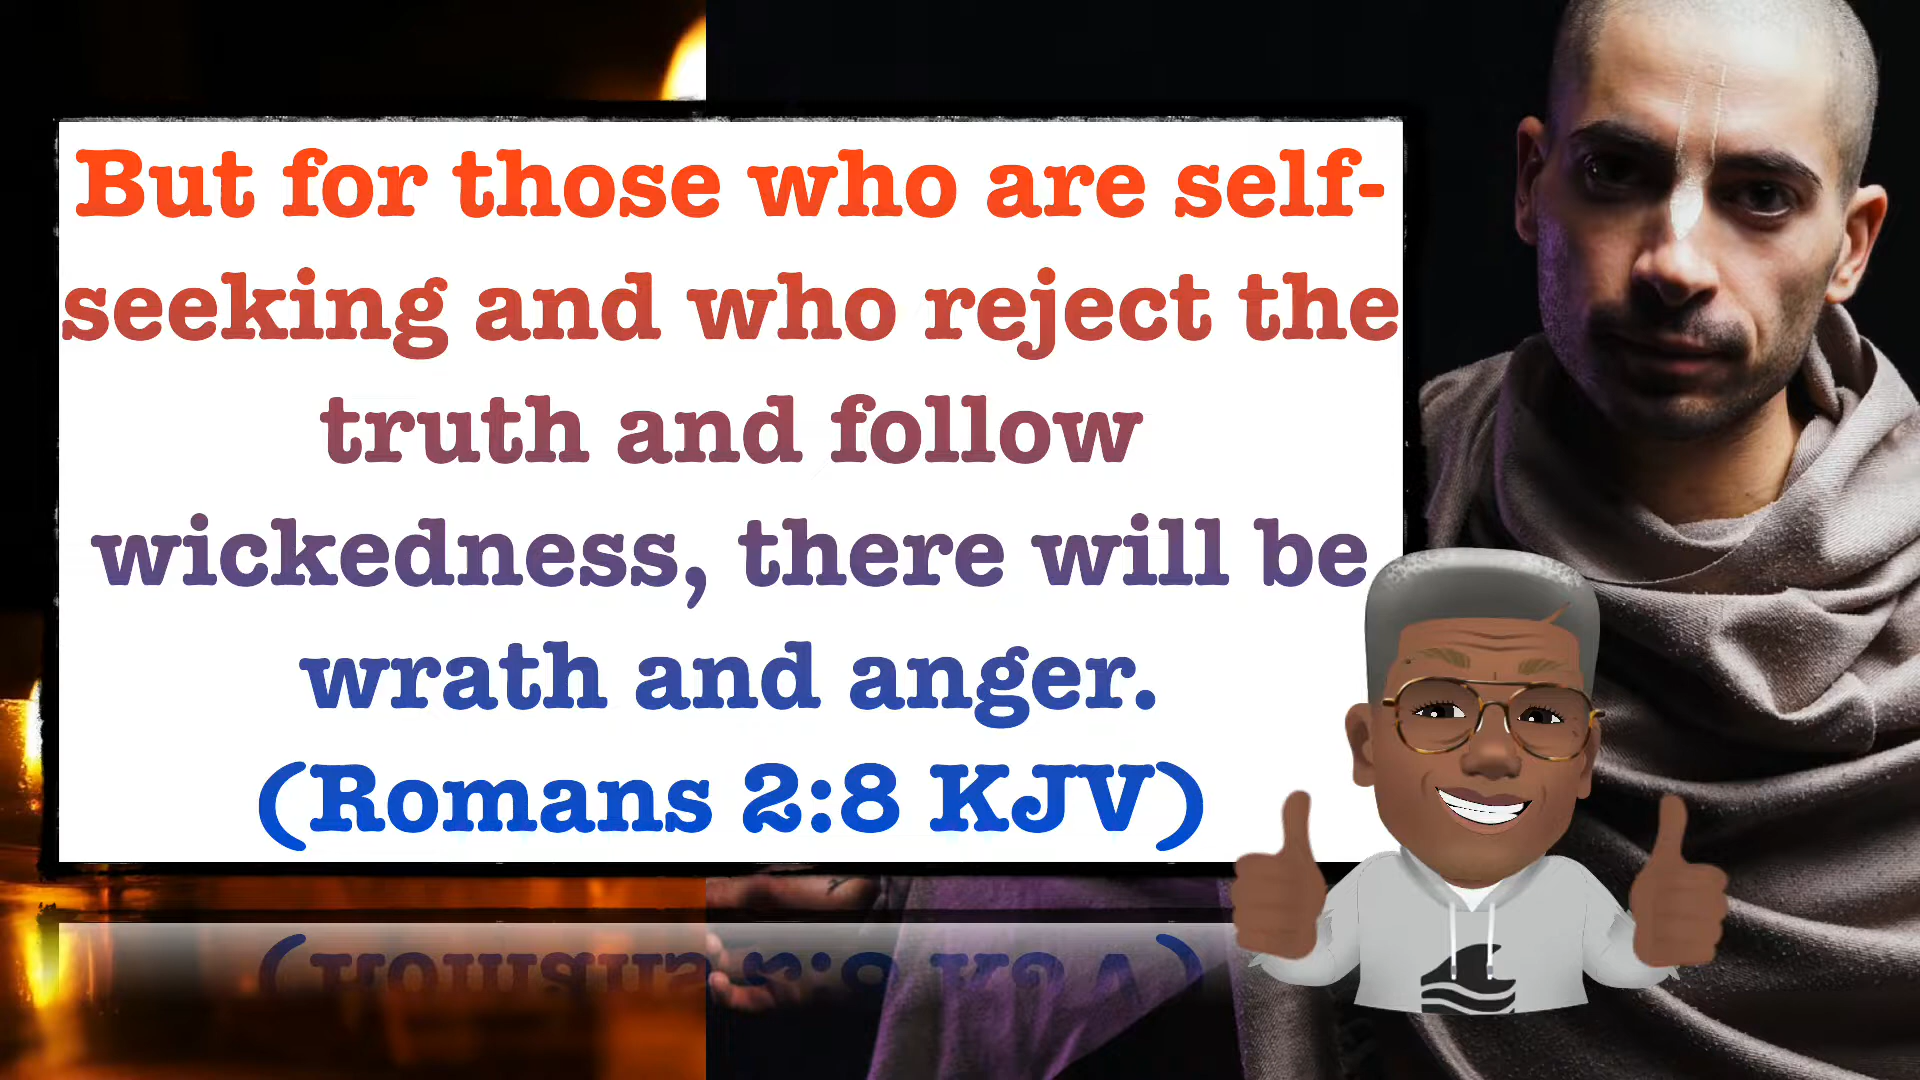 But for those who are self-
seeking and who reject the
truth and follow
wickedness, there will be
wrath and anger.
(Romans 2:8 KJV)